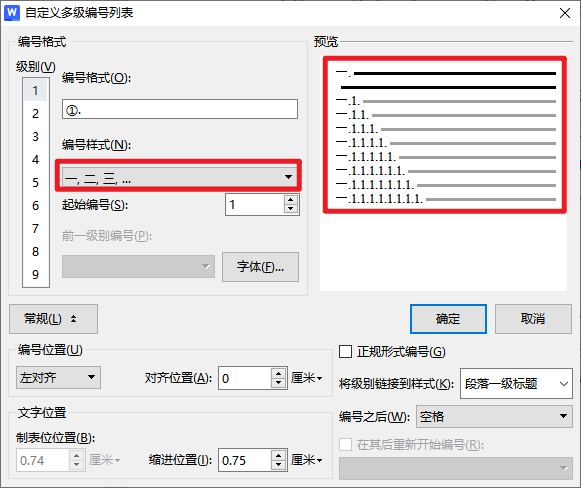 自定义多级编号列表
编号格式
级别(V)
1
2
3
4
5
6
7
8
9
编号格式(O):
①.
编号样式(N):
一, 二, 三, ...
起始编号(S):
1
前一级别编号(P):
字体(F)...
预览
一.
一.1.
一.1.1.
一.1.1.1.
一.1.1.1.1.
一.1.1.1.1.1.
一.1.1.1.1.1.1.
一.1.1.1.1.1.1.1.
一.1.1.1.1.1.1.1.1.
常规(L)
确定
取消
编号位置(U)
左对齐
对齐位置(A):
0
厘米
文字位置
制表位位置(B):
0.74
厘米
缩进位置(I):
0.75
厘米
正规形式编号(G)
将级别链接到样式(K):
段落一级标题
编号之后(W):
空格
在其后重新开始编号(R):